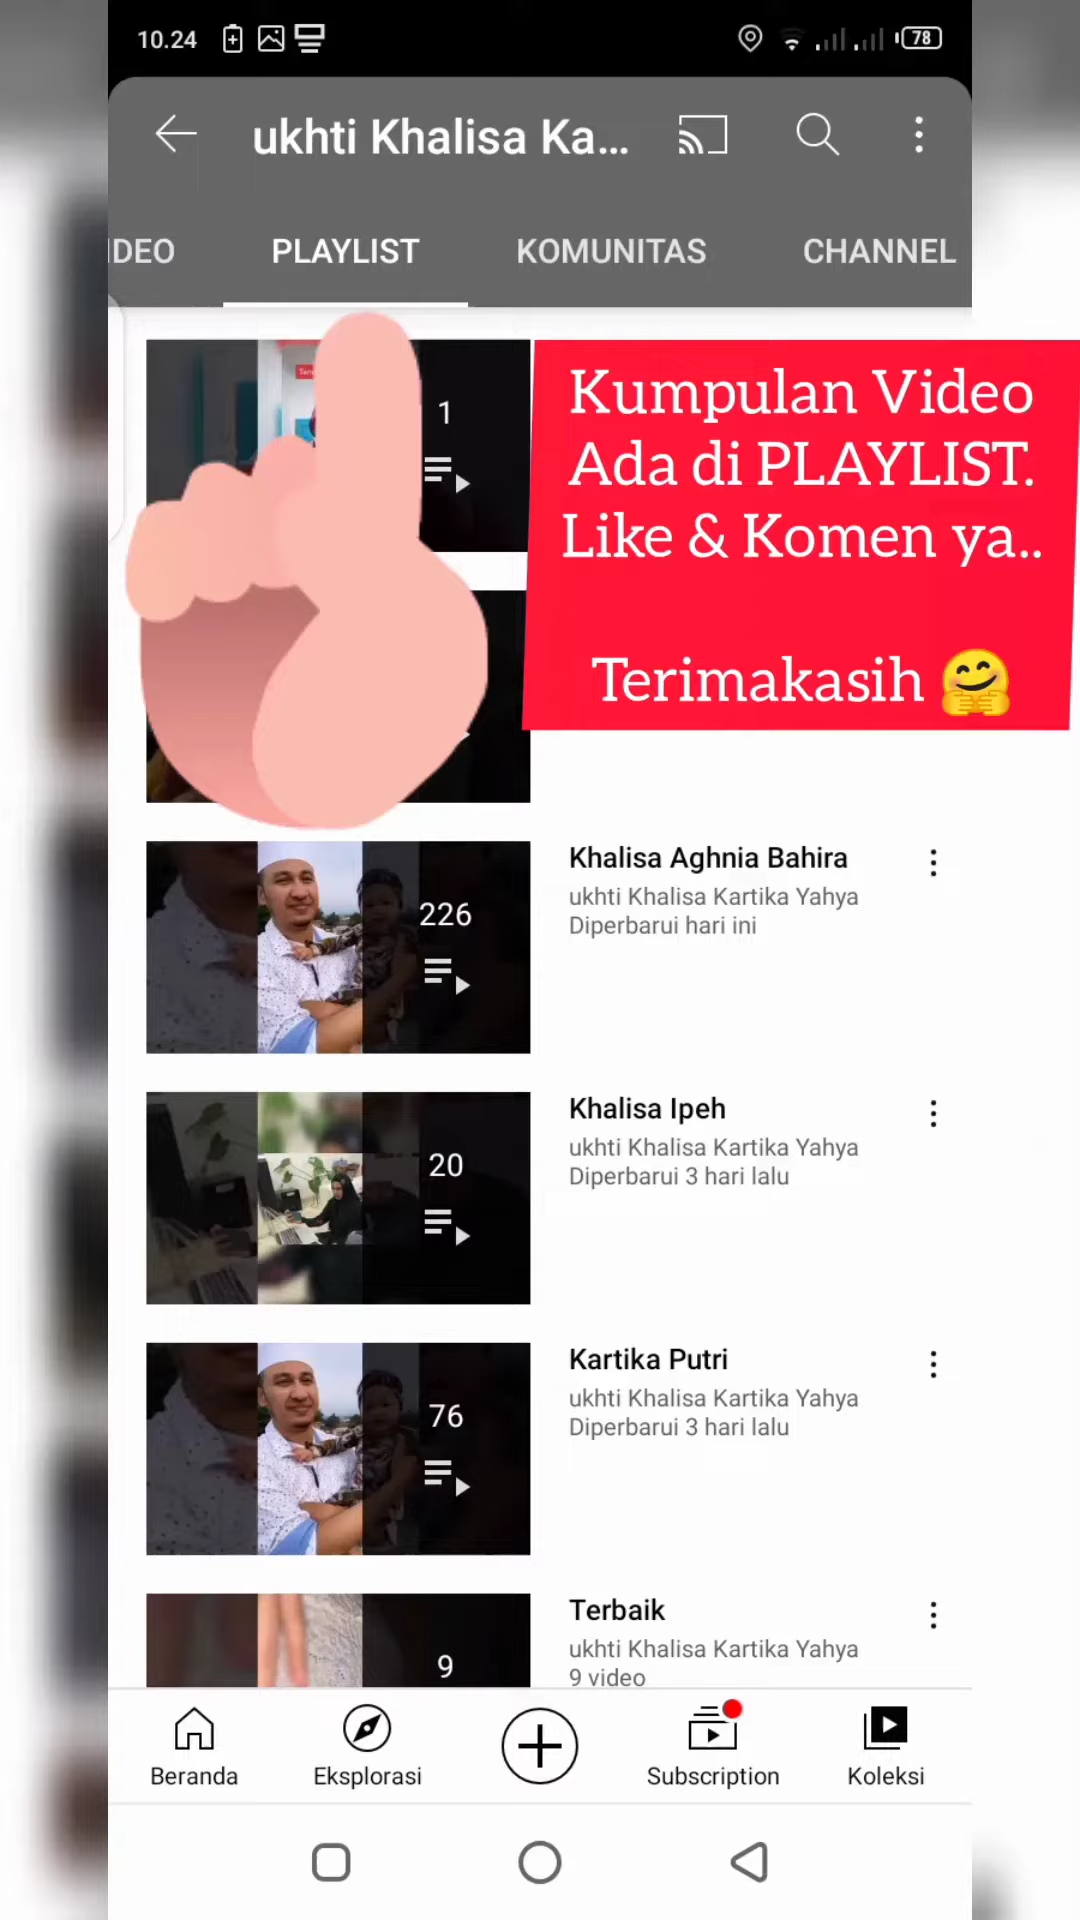 10.24
78
ukhti Khalisa Ka...
IDEO PLAYLIST KOMUNITAS CHANNEL
1
Kumpulan Video
Ada di PLAYLIST.
Like & Komen ya..
Terimakasih 🤗
226
Khalisa Aghnia Bahira
ukhti Khalisa Kartika Yahya
Diperbarui hari ini
20
Khalisa Ipeh
ukhti Khalisa Kartika Yahya
Diperbarui 3 hari lalu
76
Kartika Putri
ukhti Khalisa Kartika Yahya
Diperbarui 3 hari lalu
9
Terbaik
ukhti Khalisa Kartika Yahya
9 video
Beranda Eksplorasi Subscription Koleksi